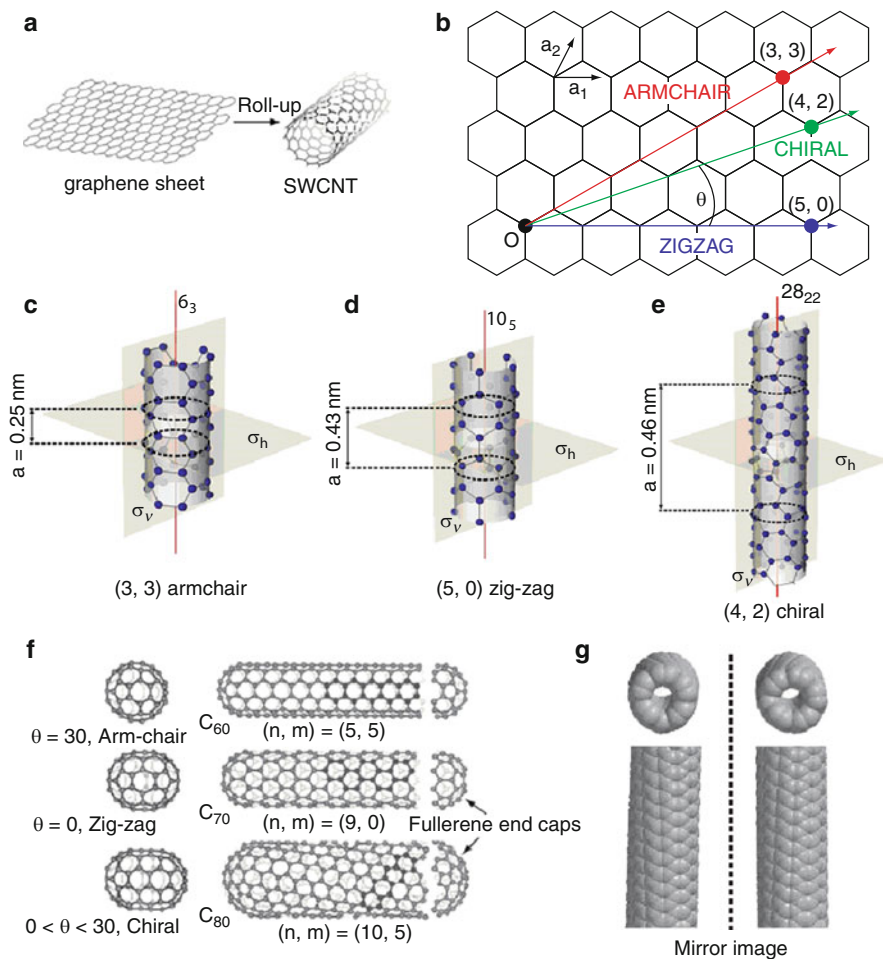 a
Roll-up
graphene sheet
SWCNT
b
a2
a1
ARMCHAIR
(3, 3)
(4, 2)
CHIRAL
θ
(5, 0)
O
ZIGZAG
c
6₃
a = 0.25 nm
σh
σv
(3, 3) armchair
d
10₅
a = 0.43 nm
σh
σv
(5, 0) zig-zag
e
28₂₂
a = 0.46 nm
σh
σv
(4, 2) chiral
f
θ = 30, Arm-chair
C₆₀
(n, m) = (5, 5)
θ = 0, Zig-zag
C₇₀
(n, m) = (9, 0)
Fullerene end caps
0 < θ < 30, Chiral
C₈₀
(n, m) = (10, 5)
g
Mirror image